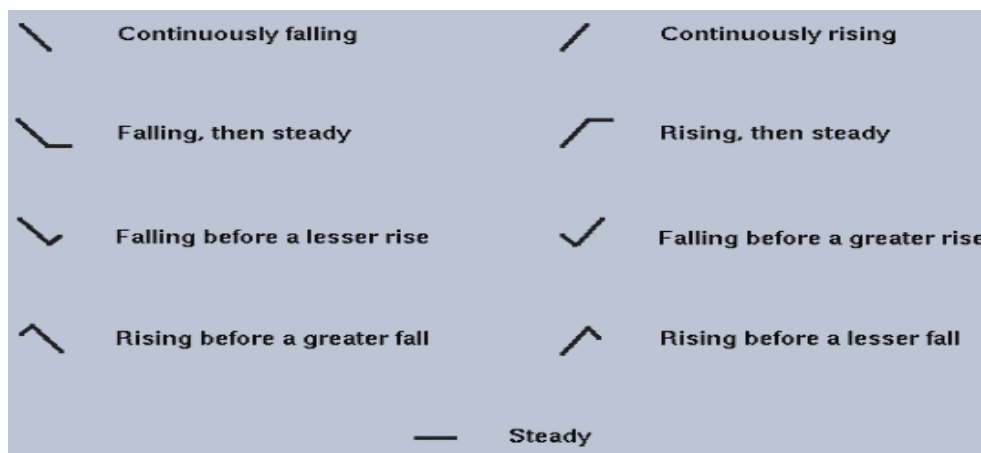 Continuously falling
Continuously rising
Falling, then steady
Rising, then steady
Falling before a lesser rise
Falling before a greater rise
Rising before a greater fall
Rising before a lesser fall
Steady